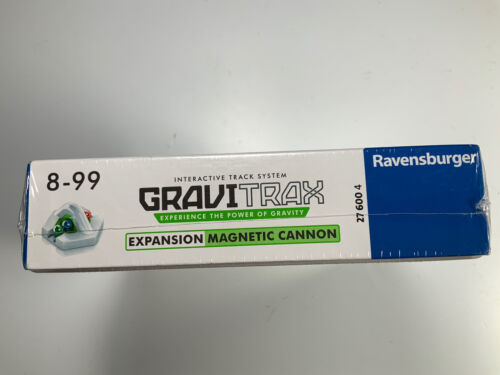 8-99
INTERACTIVE TRACK SYSTEM
GRAVITRAX
EXPERIENCE THE POWER OF GRAVITY
EXPANSION MAGNETIC CANNON
27 600 4
Ravensburger